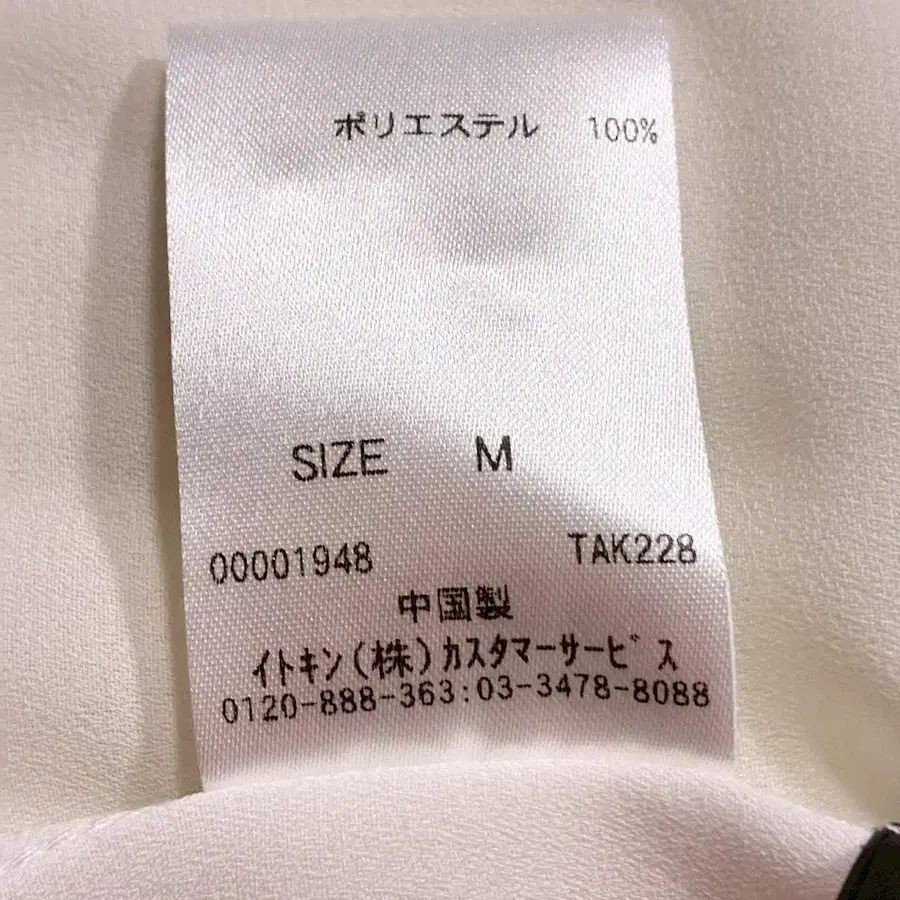 ポリエステル 100%
SIZE M
00001948 TAK228
中国製
イトキン(株)カスタマーサービス
0120-888-363:03-3478-8088